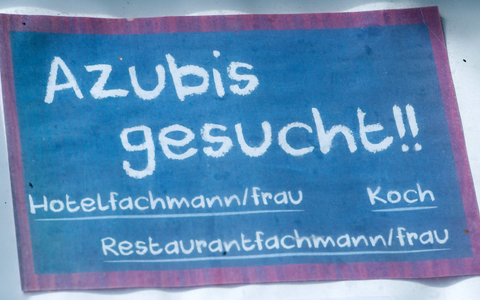 Azubis
gesucht!!
Hotelfachmann/frau Koch
Restaurantfachmann/frau